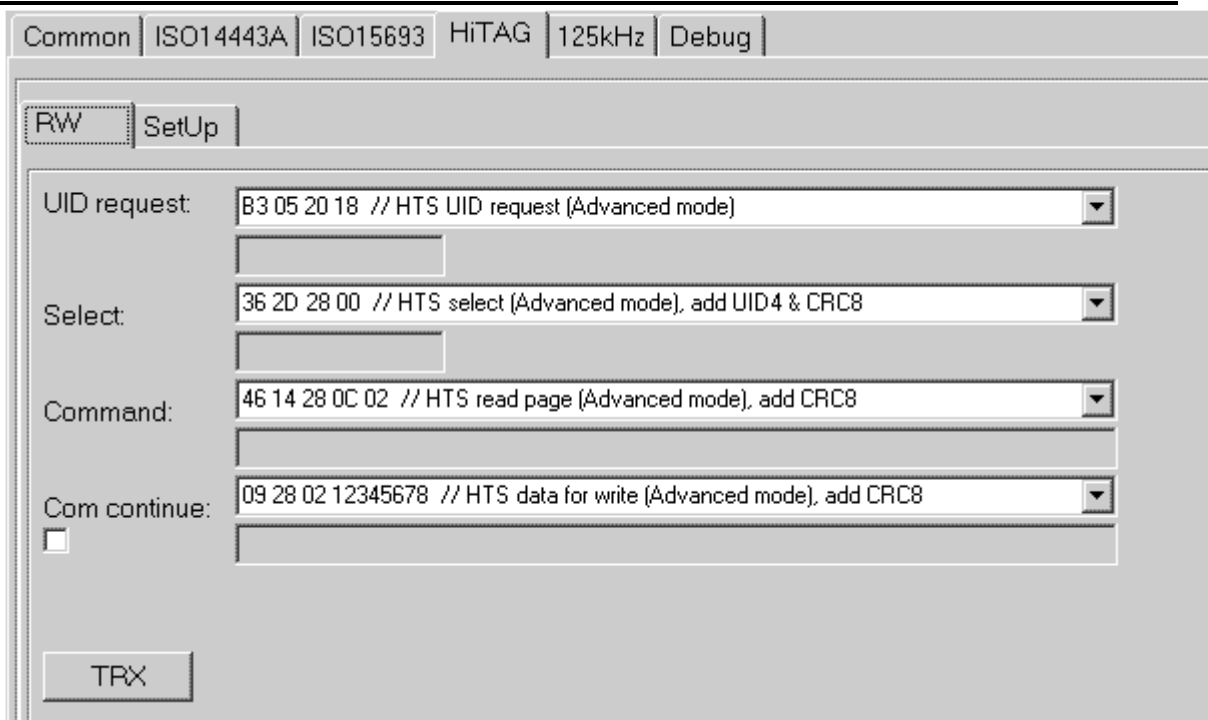 Common ISO14443A ISO15693 HiTAG 125kHz Debug
RW SetUp
UID request: B3 05 20 18 // HTS UID request (Advanced mode)
Select: 36 2D 28 00 // HTS select (Advanced mode), add UID4 & CRC8
Command: 46 14 28 0C 02 // HTS read page (Advanced mode), add CRC8
Com continue: 09 28 02 12345678 // HTS data for write (Advanced mode), add CRC8
TRX